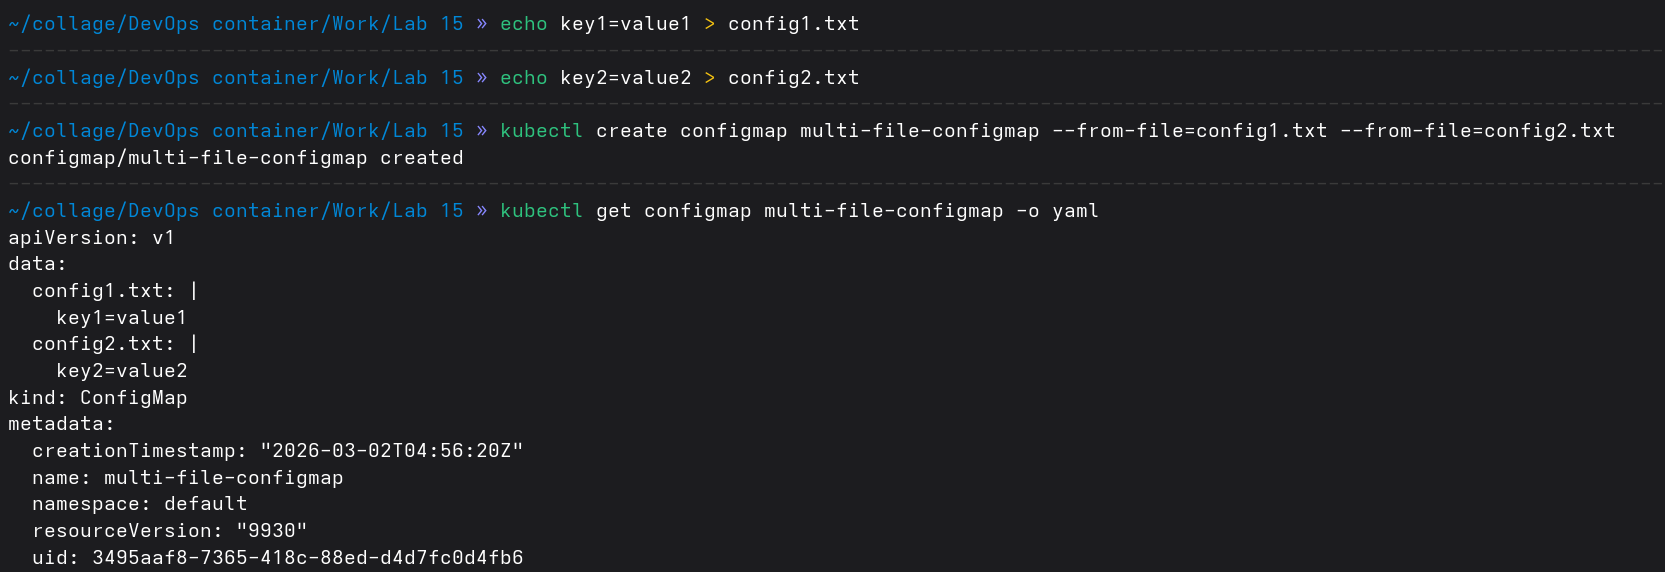 ~/collage/DevOps container/Work/Lab 15 » echo key1=value1 > config1.txt
~/collage/DevOps container/Work/Lab 15 » echo key2=value2 > config2.txt
~/collage/DevOps container/Work/Lab 15 » kubectl create configmap multi-file-configmap --from-file=config1.txt --from-file=config2.txt
configmap/multi-file-configmap created
~/collage/DevOps container/Work/Lab 15 » kubectl get configmap multi-file-configmap -o yaml
apiVersion: v1
data:
  config1.txt: |
    key1=value1
  config2.txt: |
    key2=value2
kind: ConfigMap
metadata:
  creationTimestamp: "2026-03-02T04:56:20Z"
  name: multi-file-configmap
  namespace: default
  resourceVersion: "9930"
  uid: 3495aaf8-7365-418c-88ed-d4d7fc0d4fb6